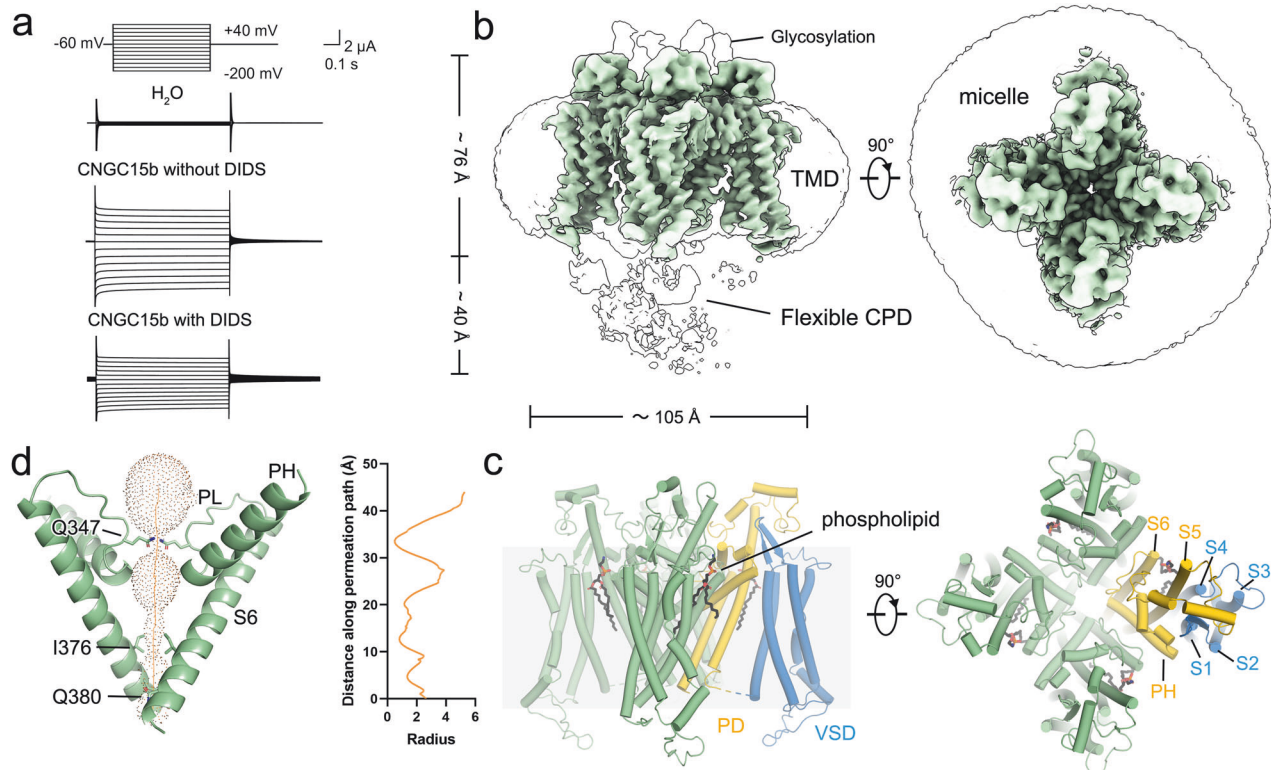 a
-60 mV
+40 mV
-200 mV
2 µA
0.1 s
H2O
CNGC15b without DIDS
CNGC15b with DIDS
b
Glycosylation
~ 76 Å
TMD
~ 40 Å
Flexible CPD
~ 105 Å
90°
micelle
d
PH
PL
Q347
S6
I376
Q380
Distance along permeation path (Å)
50
40
30
20
10
0
0 2 4 6
Radius
c
phospholipid
PD
VSD
90°
S6
S5
S4
S3
S1
S2
PH